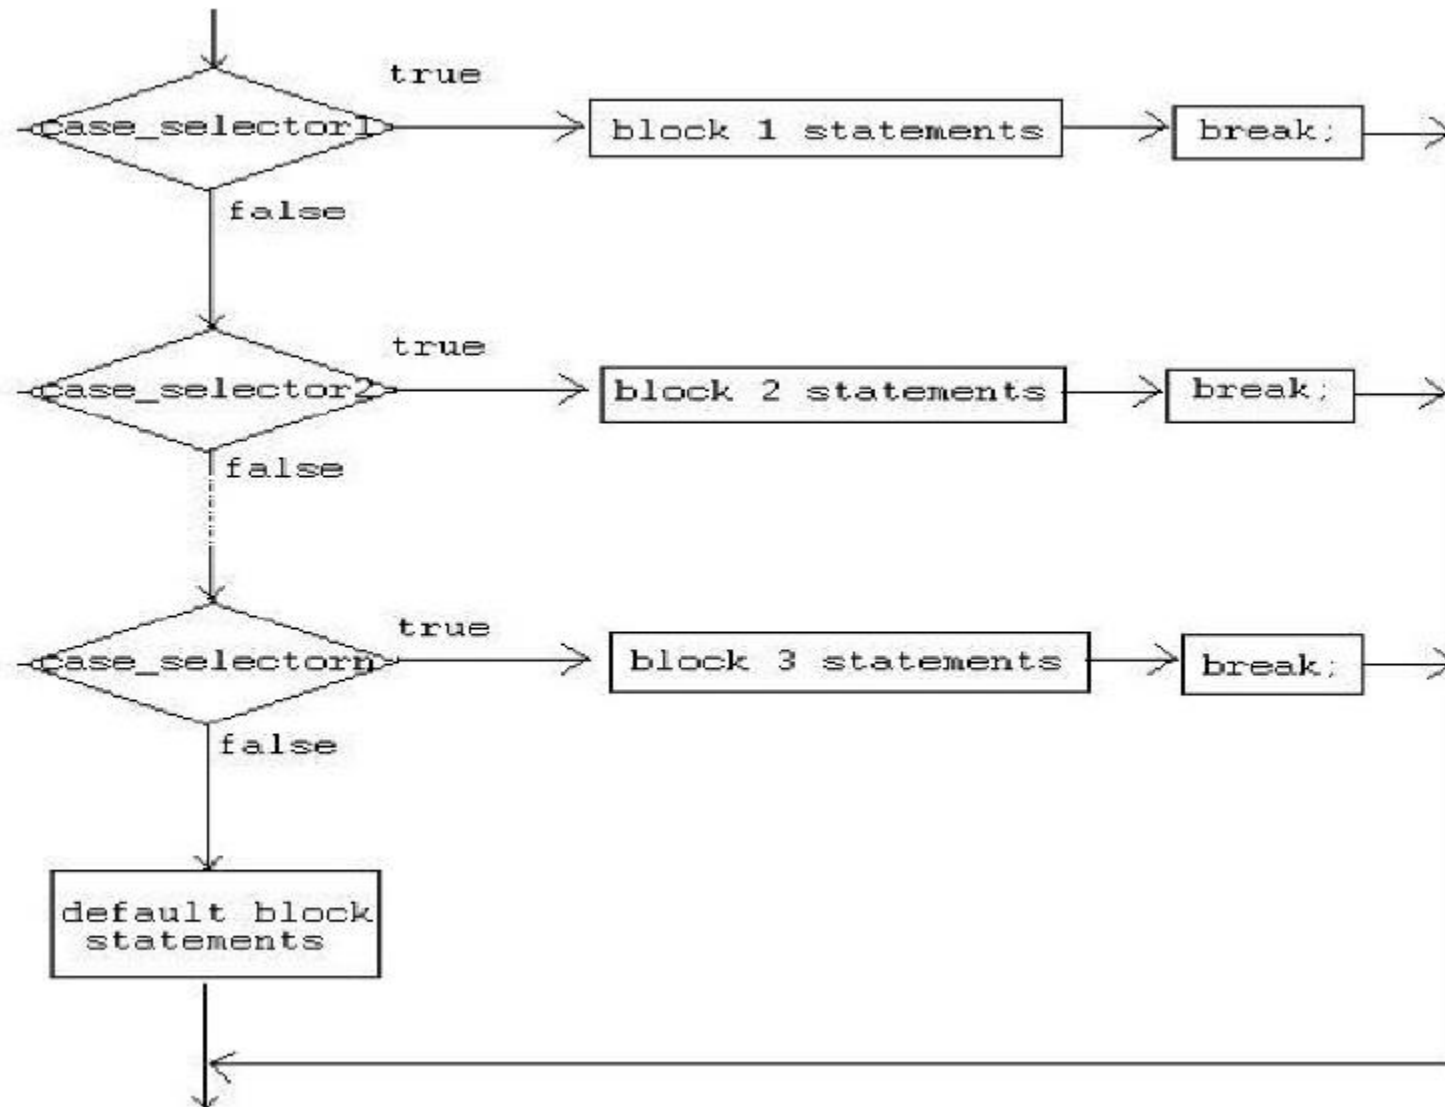 true
case_selector1
block 1 statements
break;
false
true
case_selector2
block 2 statements
break;
false
true
case_selectorn
block 3 statements
break;
false
default block
statements